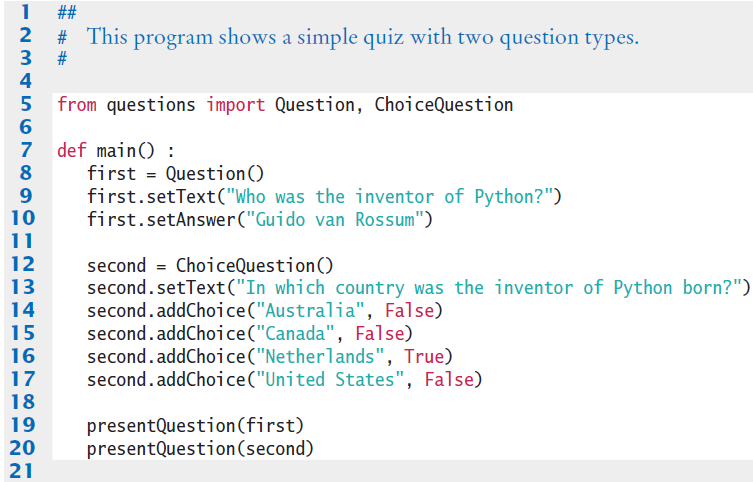 1 ##
2 # This program shows a simple quiz with two question types.
3 #
4
5 from questions import Question, ChoiceQuestion
6
7 def main() :
8 first = Question()
9 first.setText("Who was the inventor of Python?")
10 first.setAnswer("Guido van Rossum")
11
12 second = ChoiceQuestion()
13 second.setText("In which country was the inventor of Python born?")
14 second.addChoice("Australia", False)
15 second.addChoice("Canada", False)
16 second.addChoice("Netherlands", True)
17 second.addChoice("United States", False)
18
19 presentQuestion(first)
20 presentQuestion(second)
21